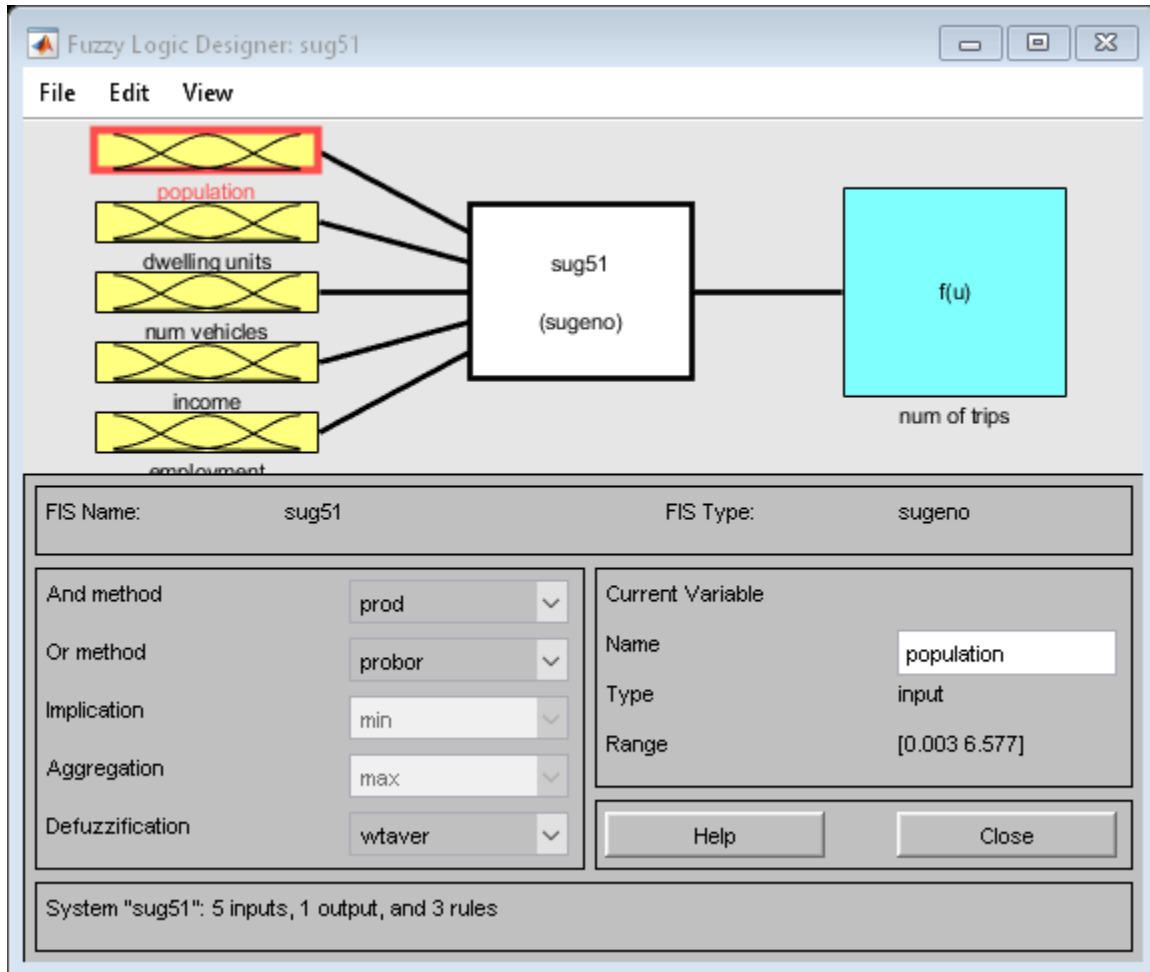 Fuzzy Logic Designer: sug51
File Edit View
population
dwelling units
num vehicles
income
employment
sug51
(sugeno)
f(u)
num of trips
FIS Name: sug51 FIS Type: sugeno
And method prod
Or method probor
Implication min
Aggregation max
Defuzzification wtaver
Current Variable
Name population
Type input
Range [0.003 6.577]
Help Close
System "sug51": 5 inputs, 1 output, and 3 rules